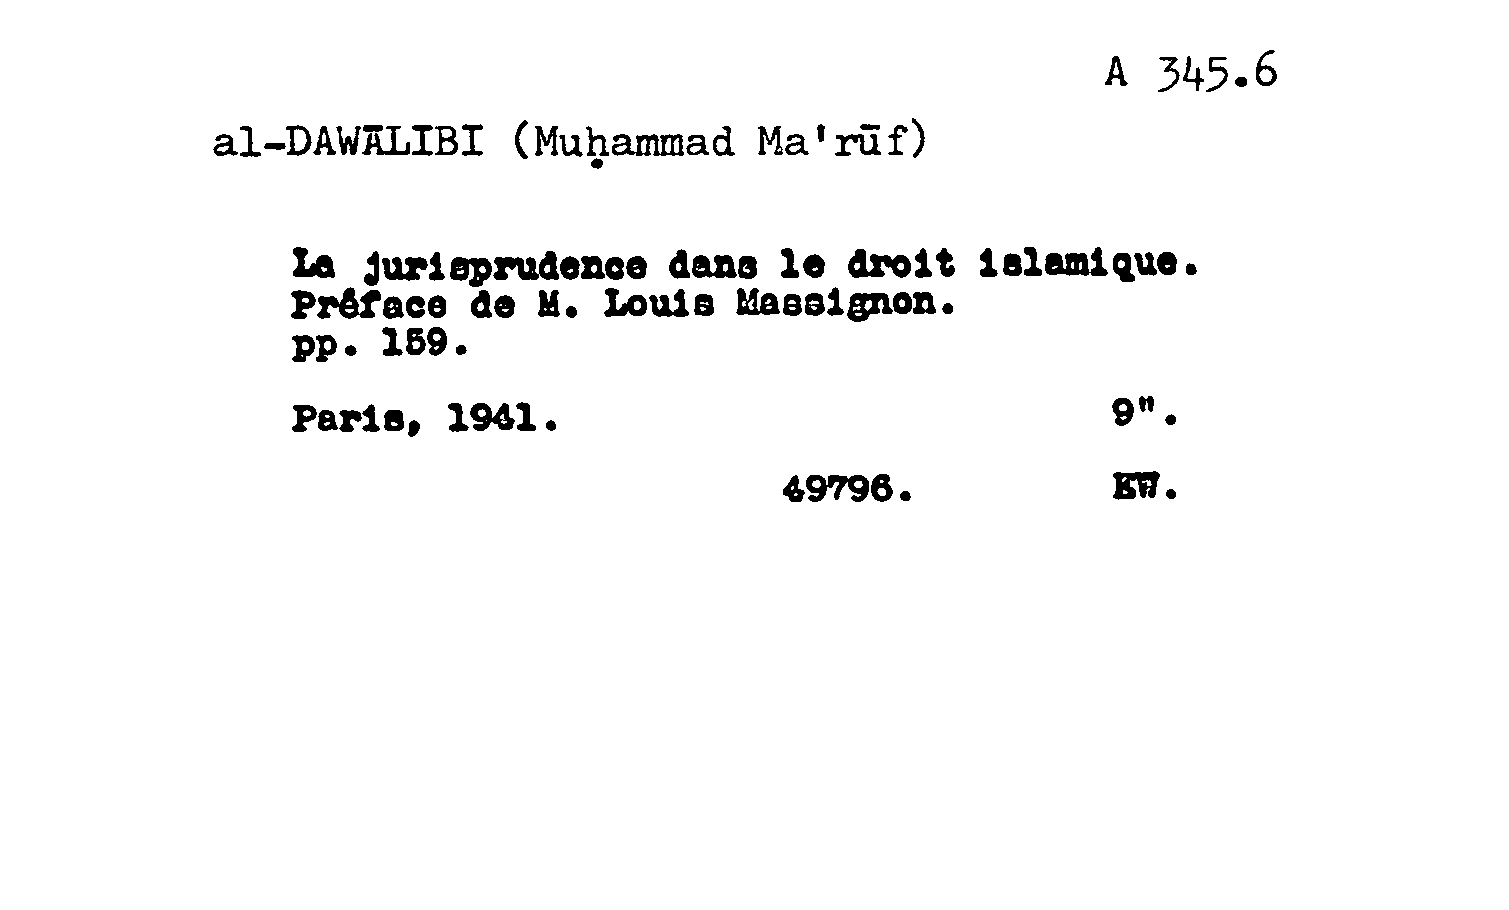 A 345.6
al-DAWĀLIBI (Muḥammad Ma'rūf)
La jurisprudence dans le droit islamique.
Préface de M. Louis Massignon.
pp. 159.
Paris, 1941. 9".
49796. EW.